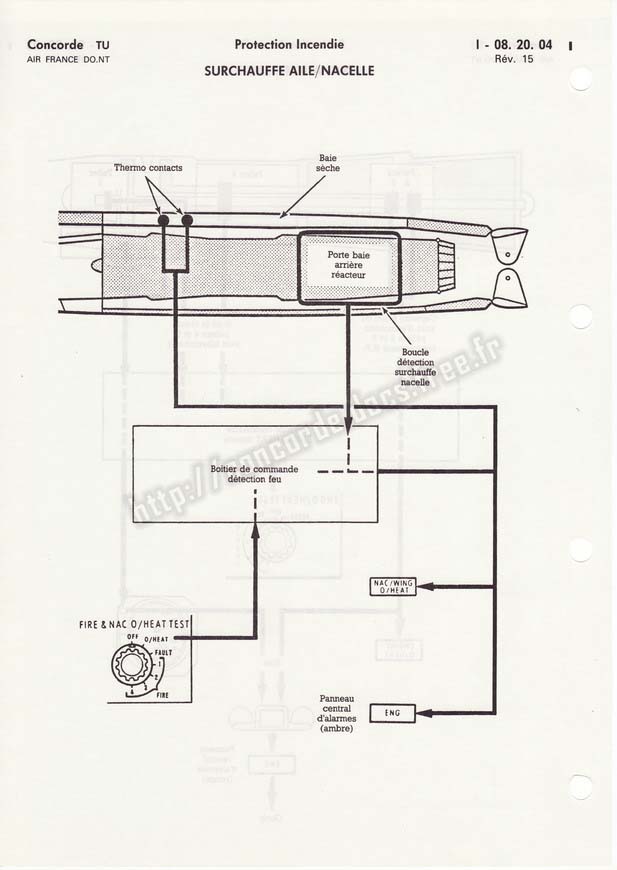 Concorde TU
AIR FRANCE DO.NT
Protection Incendie
SURCHAUFFE AILE/NACELLE
I - 08. 20. 04
Rév. 15
Thermo contacts
Baie
sèche
Porte baie
arrière
réacteur
Boucle
détection
surchauffe
nacelle
Boitier de commande
détection feu
http://concorde-docs.free.fr
NAC/WING
O/HEAT
FIRE & NAC O/HEAT TEST
OFF
O/HEAT
FAULT
1
2
3
4
FIRE
Panneau
central
d'alarmes
(ambre)
ENG